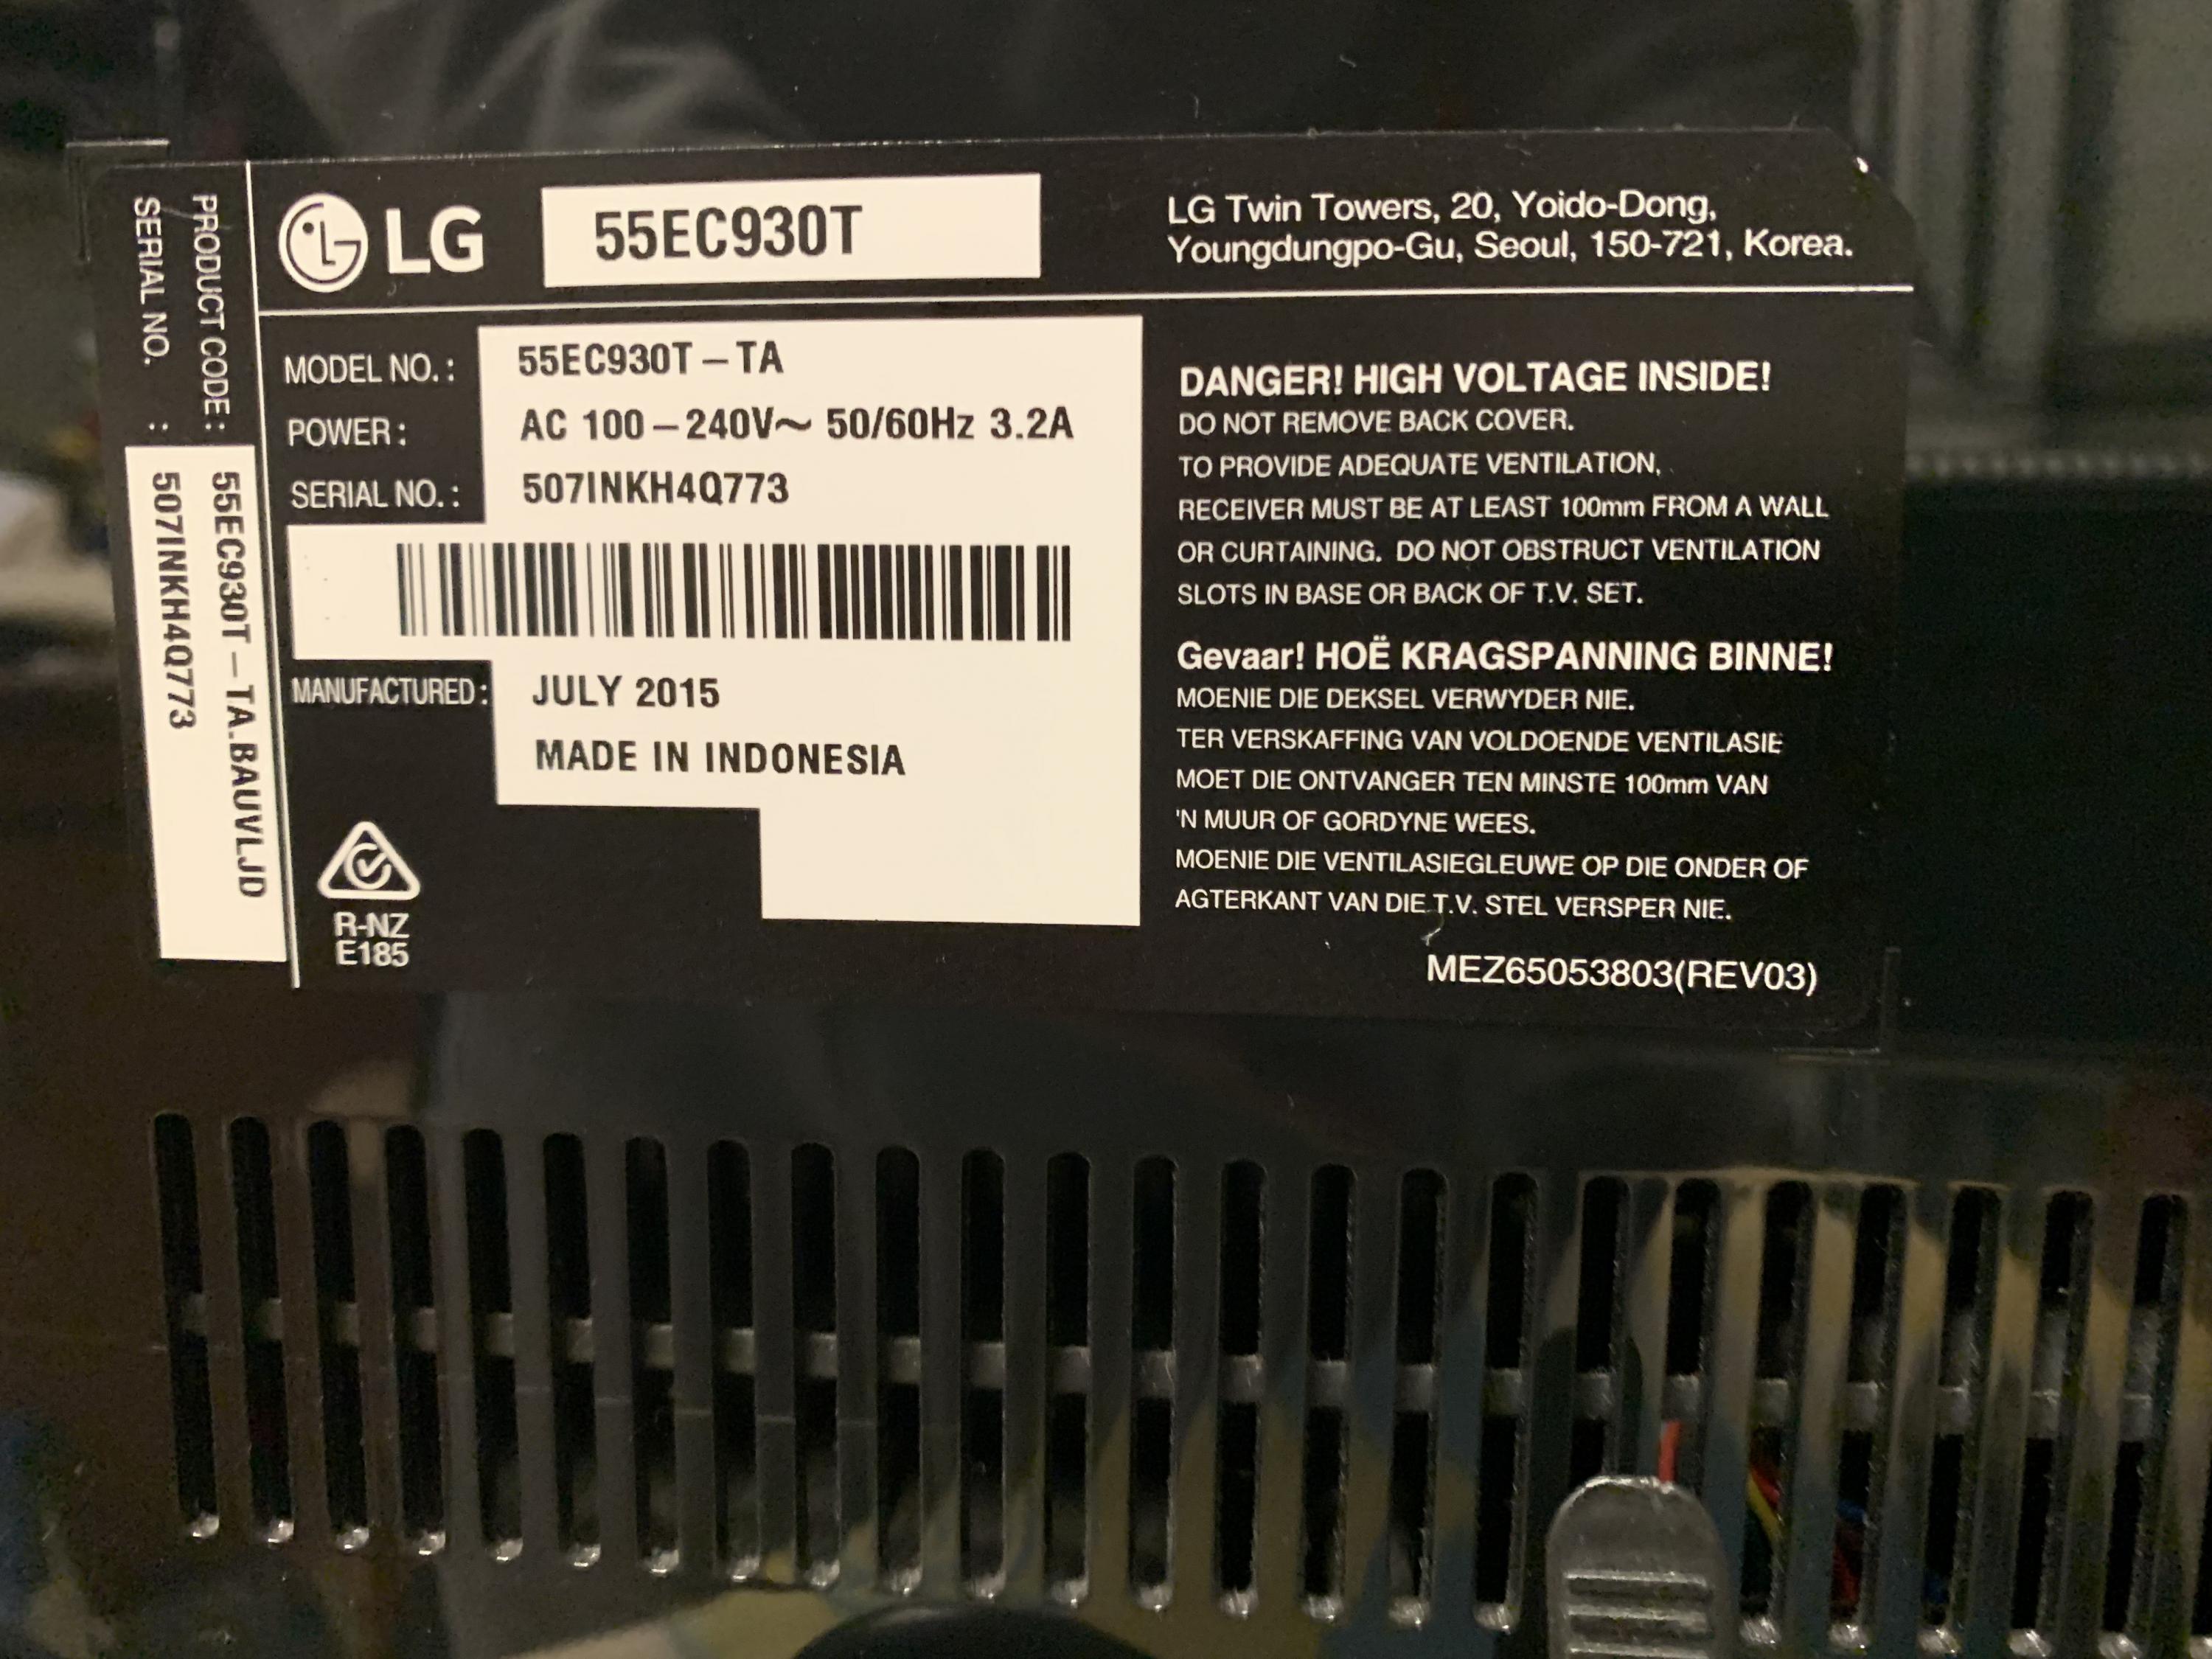 LG
55EC930T
LG Twin Towers, 20, Yoido-Dong,
Youngdungpo-Gu, Seoul, 150-721, Korea.
PRODUCT CODE : 55EC930T-TA.BAUVLJD
SERIAL NO. : 507INKH4Q773
MODEL NO. : 55EC930T-TA
POWER : AC 100-240V~ 50/60Hz 3.2A
SERIAL NO. : 507INKH4Q773
MANUFACTURED : JULY 2015
MADE IN INDONESIA
R-NZ
E185
DANGER! HIGH VOLTAGE INSIDE!
DO NOT REMOVE BACK COVER.
TO PROVIDE ADEQUATE VENTILATION,
RECEIVER MUST BE AT LEAST 100mm FROM A WALL
OR CURTAINING. DO NOT OBSTRUCT VENTILATION
SLOTS IN BASE OR BACK OF T.V. SET.
Gevaar! HOË KRAGSPANNING BINNE!
MOENIE DIE DEKSEL VERWYDER NIE.
TER VERSKAFFING VAN VOLDOENDE VENTILASIE
MOET DIE ONTVANGER TEN MINSTE 100mm VAN
'N MUUR OF GORDYNE WEES.
MOENIE DIE VENTILASIEGLEUWE OP DIE ONDER OF
AGTERKANT VAN DIE T.V. STEL VERSPER NIE.
MEZ65053803(REV03)